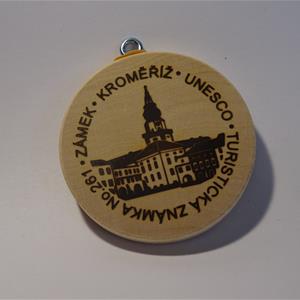 ZÁMEK · KROMĚŘÍŽ · UNESCO · TURISTICKÁ ZNÁMKA No.261 ·